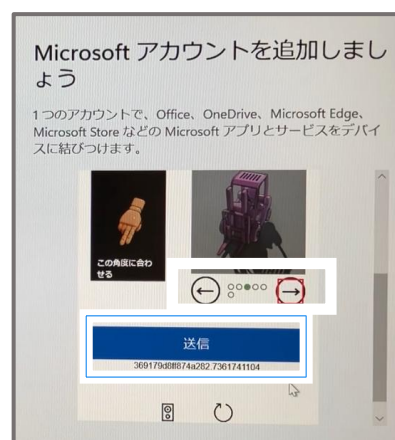 Microsoft アカウントを追加しまし
ょう
1 つのアカウントで、Office、OneDrive、Microsoft Edge、
Microsoft Store などの Microsoft アプリとサービスをデバイ
スに結びつけます。
この角度に合わ
せる
送信
369179d8ff874a282.7361741104